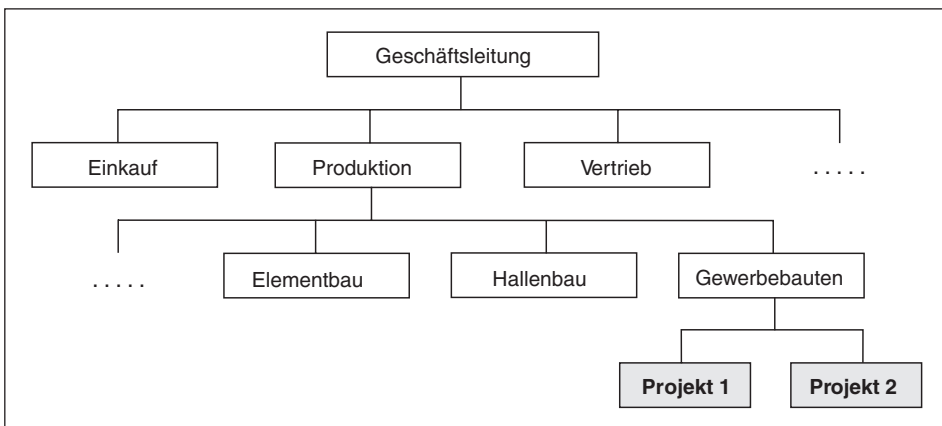 Geschäftsleitung
Einkauf
Produktion
Vertrieb
.....
.....
Elementbau
Hallenbau
Gewerbebauten
Projekt 1
Projekt 2